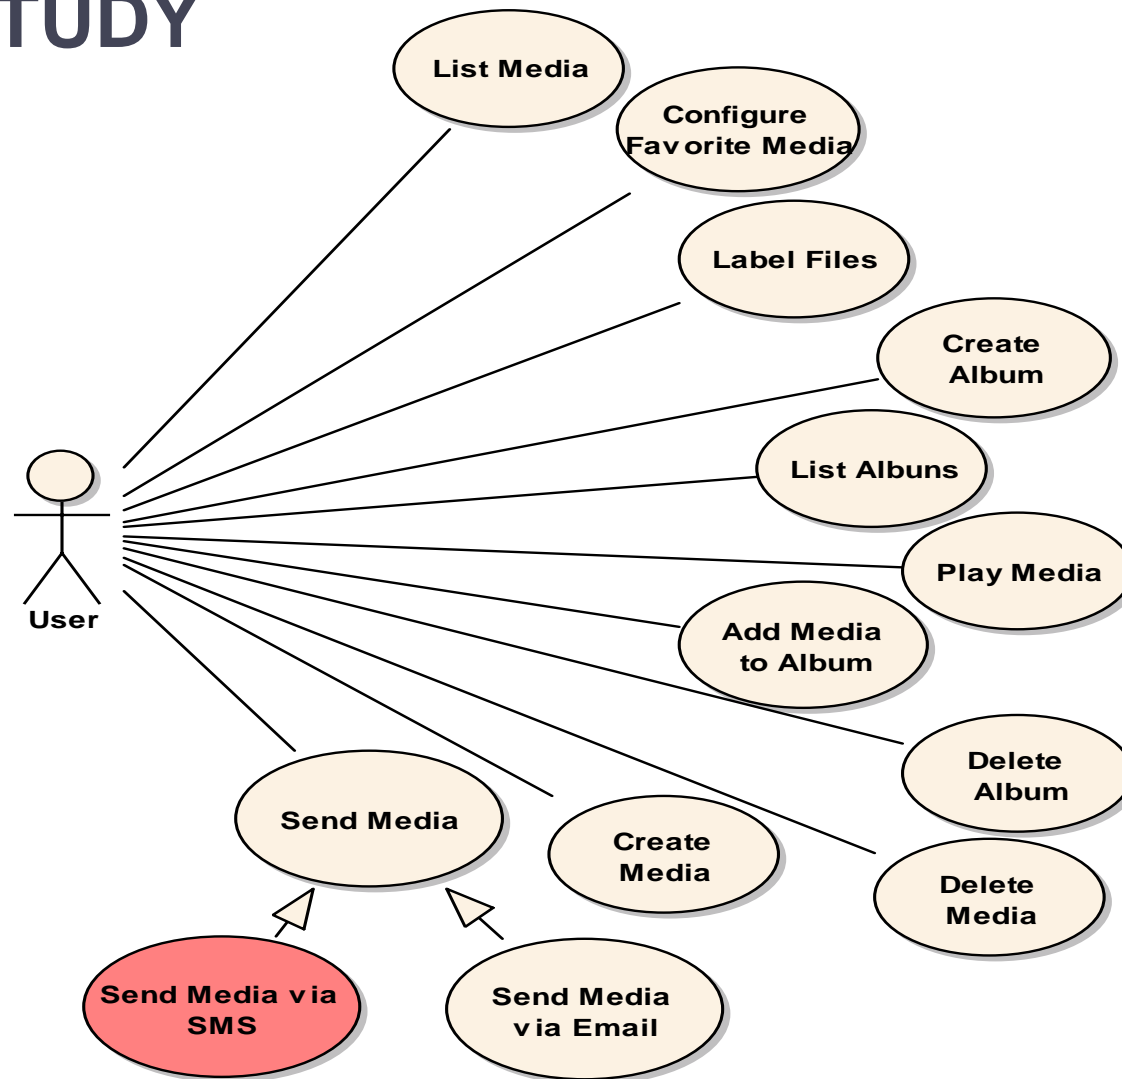 TUDY
List Media
Configure
Favorite Media
Label Files
Create
Album
List Albuns
Play Media
User
Add Media
to Album
Delete
Album
Send Media
Create
Media
Delete
Media
Send Media via
SMS
Send Media
via Email